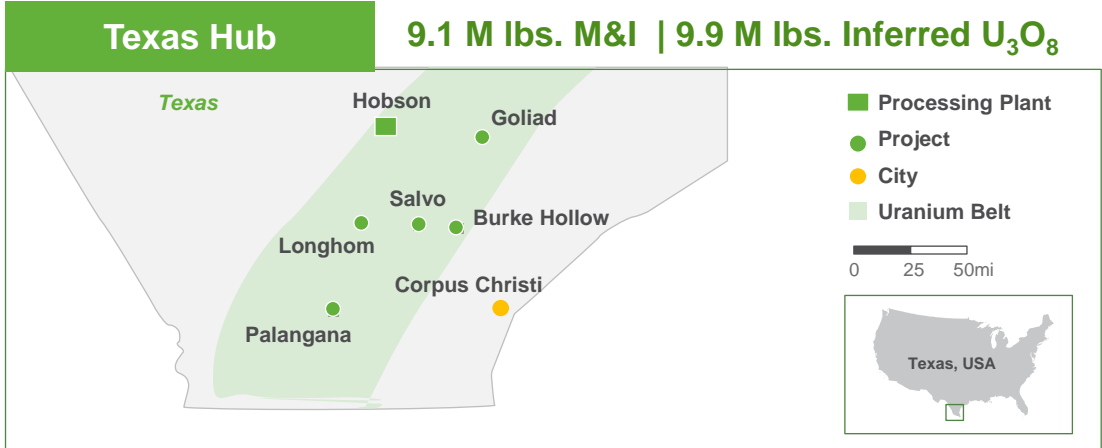 Texas Hub
9.1 M lbs. M&I | 9.9 M lbs. Inferred U₃O₈
Texas
Hobson
Goliad
Salvo
Burke Hollow
Longhom
Corpus Christi
Palangana
Processing Plant
Project
City
Uranium Belt
0 25 50mi
Texas, USA